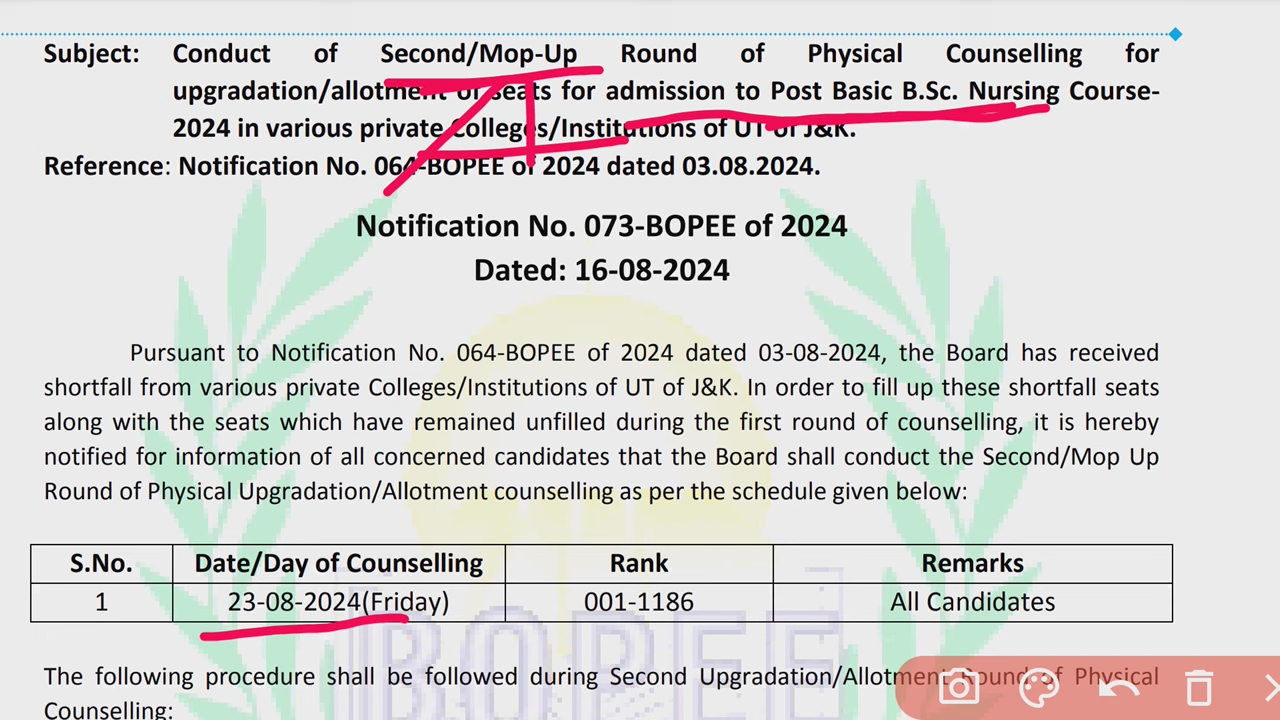 Subject: Conduct of Second/Mop-Up Round of Physical Counselling for
upgradation/allotment of seats for admission to Post Basic B.Sc. Nursing Course-
2024 in various private Colleges/Institutions of UT of J&K.
Reference: Notification No. 064-BOPEE of 2024 dated 03.08.2024.
Notification No. 073-BOPEE of 2024
Dated: 16-08-2024
Pursuant to Notification No. 064-BOPEE of 2024 dated 03-08-2024, the Board has received
shortfall from various private Colleges/Institutions of UT of J&K. In order to fill up these shortfall seats
along with the seats which have remained unfilled during the first round of counselling, it is hereby
notified for information of all concerned candidates that the Board shall conduct the Second/Mop Up
Round of Physical Upgradation/Allotment counselling as per the schedule given below:
S.No. Date/Day of Counselling Rank Remarks
1 23-08-2024(Friday) 001-1186 All Candidates
BOPEE
The following procedure shall be followed during Second Upgradation/Allotment Round of Physical
Counselling: